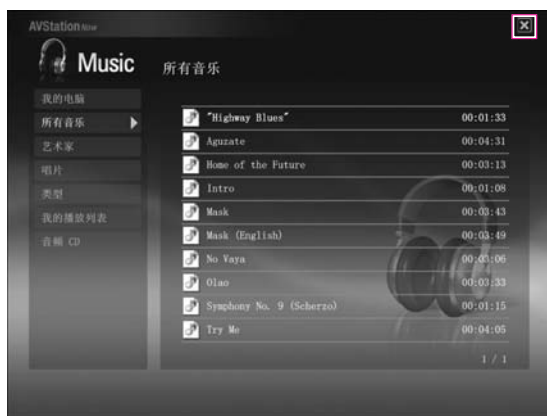 AVStation Now
Music
所有音乐
我的电脑
所有音乐
艺术家
唱片
类型
我的播放列表
音频 CD
"Highway Blues" 00:01:33
Aguzate 00:04:31
Home of the Future 00:03:13
Intro 00:01:08
Mask 00:03:43
Mask (English) 00:03:49
No Vaya 00:03:06
Olao 00:03:33
Symphony No. 9 (Scherzo) 00:01:15
Try Me 00:04:05
1 / 1